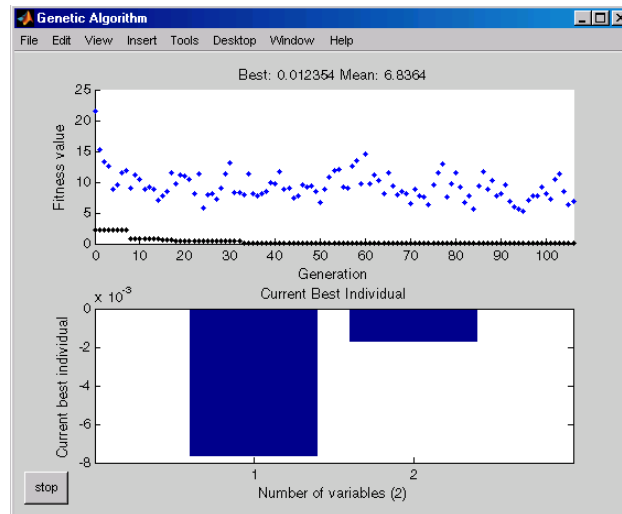 Genetic Algorithm
File Edit View Insert Tools Desktop Window Help
Best: 0.012354 Mean: 6.8364
Fitness value
25
20
15
10
5
0
0 10 20 30 40 50 60 70 80 90 100
Generation
x 10-3
Current Best Individual
Current best individual
0
-2
-4
-6
-8
1 2
Number of variables (2)
stop